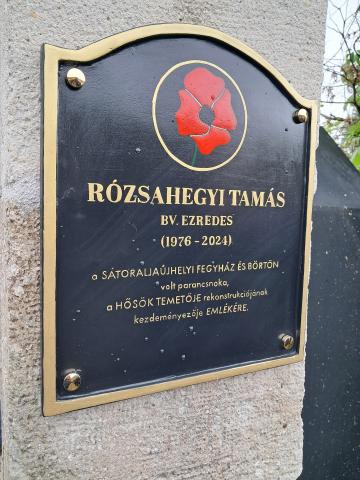 RÓZSAHEGYI TAMÁS
BV. EZREDES
(1976 - 2024)
a SÁTORALJAÚJHELYI FEGYHÁZ ÉS BÖRTÖN
volt parancsnoka,
a HŐSÖK TEMETŐJE rekonstrukciójának
kezdeményezője EMLÉKÉRE.